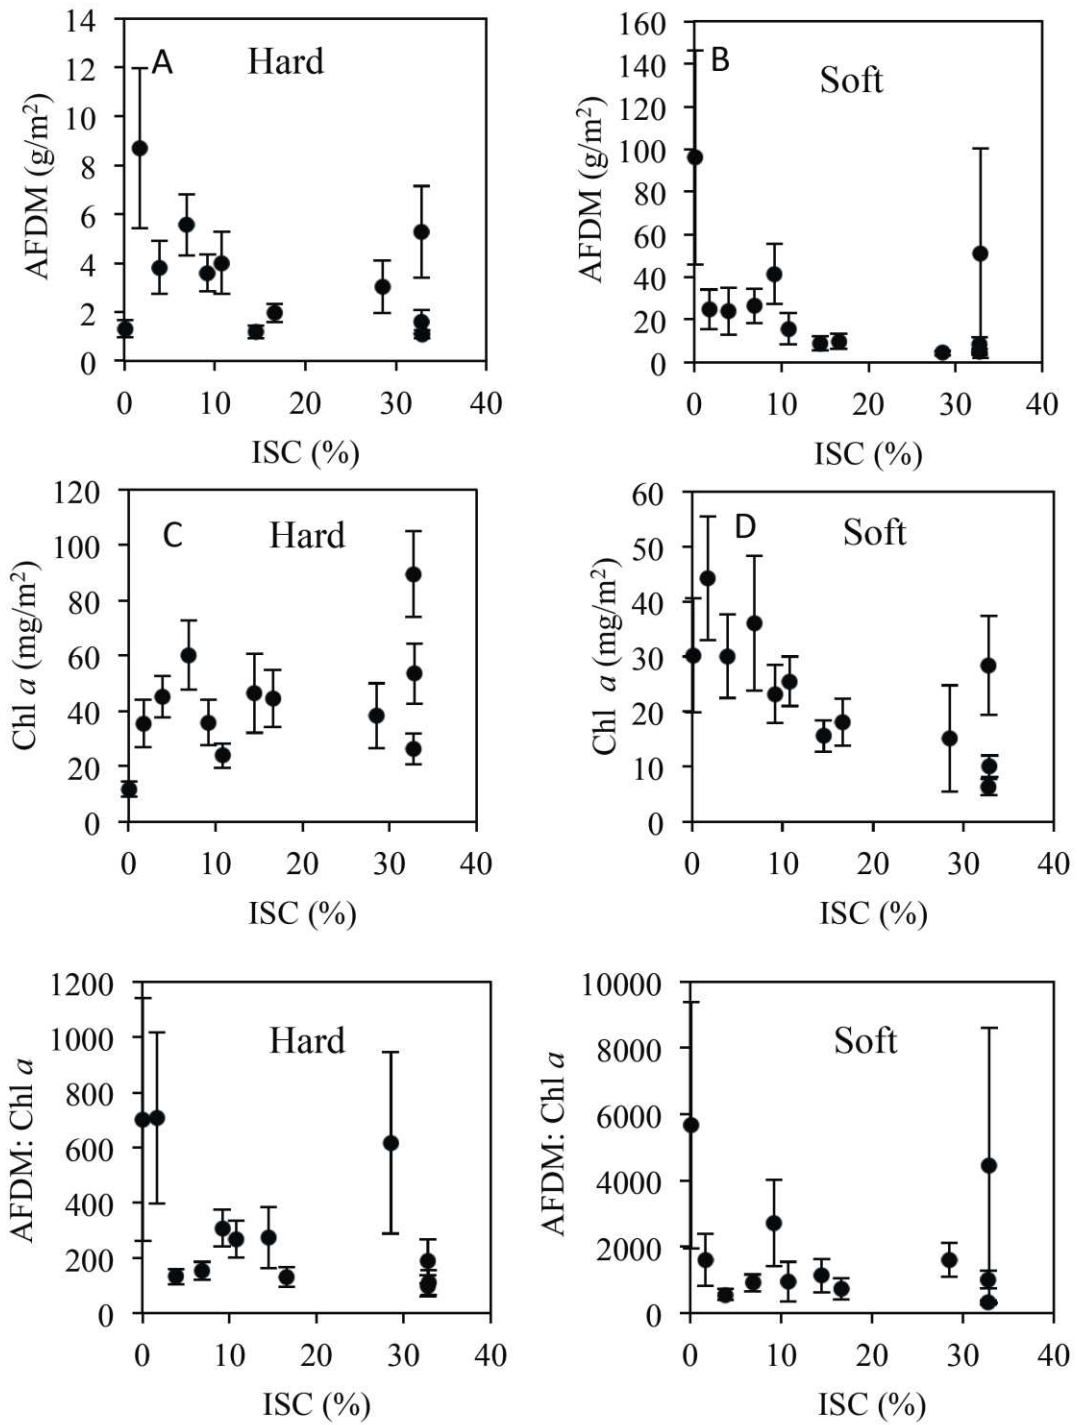 14
12
10
8
6
4
2
0
AFDM (g/m²)
A
Hard
0 10 20 30 40
ISC (%)
160
140
120
100
80
60
40
20
0
AFDM (g/m²)
B
Soft
0 10 20 30 40
ISC (%)
120
100
80
60
40
20
0
Chl a (mg/m²)
C
Hard
0 10 20 30 40
ISC (%)
60
50
40
30
20
10
0
Chl a (mg/m²)
D
Soft
0 10 20 30 40
ISC (%)
1200
1000
800
600
400
200
0
AFDM: Chl a
Hard
0 10 20 30 40
ISC (%)
10000
8000
6000
4000
2000
0
AFDM: Chl a
Soft
0 10 20 30 40
ISC (%)